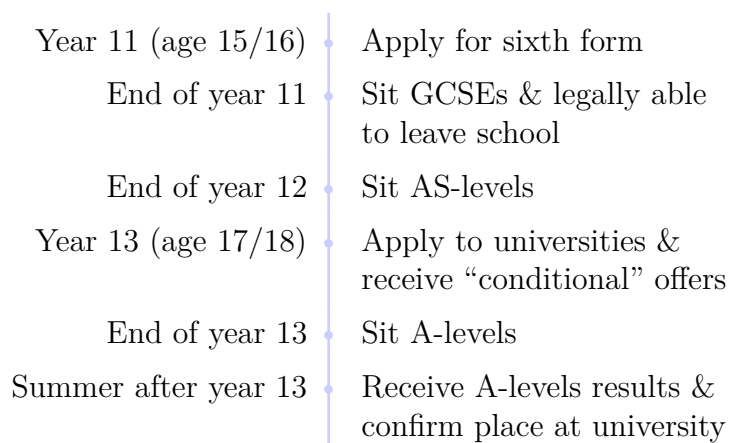 Year 11 (age 15/16) Apply for sixth form
End of year 11 Sit GCSEs & legally able
to leave school
End of year 12 Sit AS-levels
Year 13 (age 17/18) Apply to universities &
receive “conditional” offers
End of year 13 Sit A-levels
Summer after year 13 Receive A-levels results &
confirm place at university